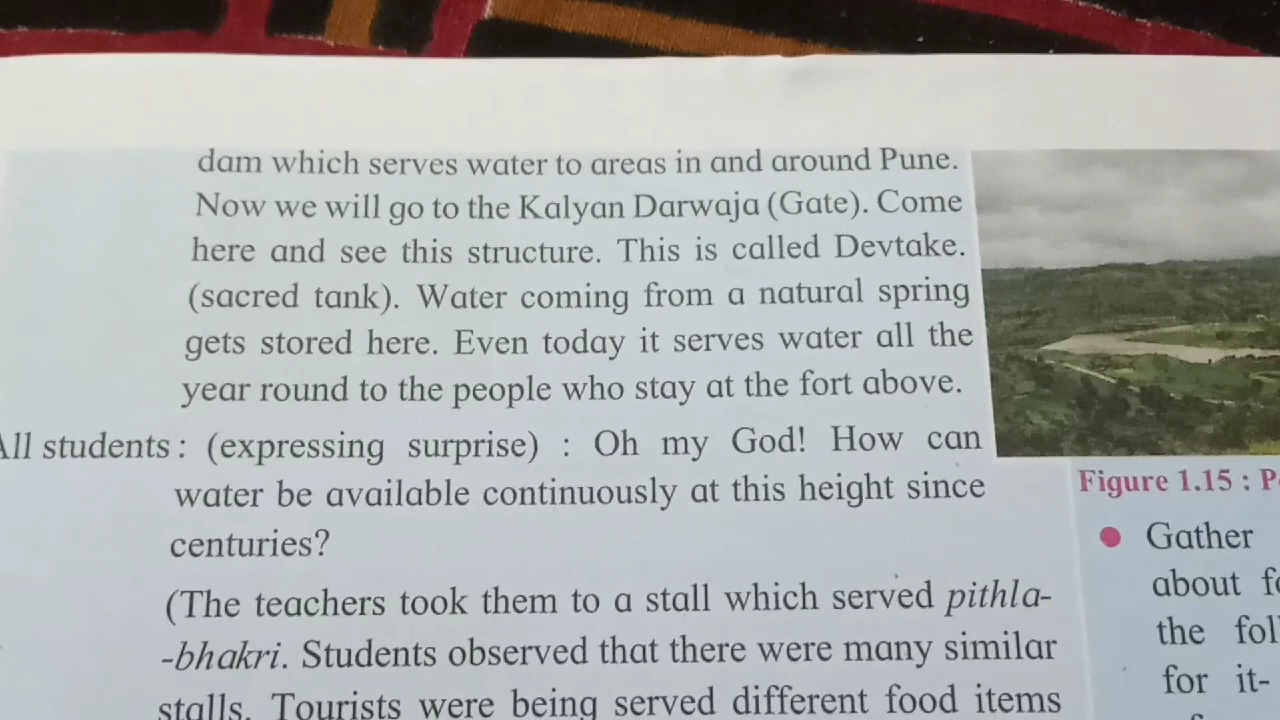 dam which serves water to areas in and around Pune.
Now we will go to the Kalyan Darwaja (Gate). Come
here and see this structure. This is called Devtake.
(sacred tank). Water coming from a natural spring
gets stored here. Even today it serves water all the
year round to the people who stay at the fort above.
All students : (expressing surprise) : Oh my God! How can
water be available continuously at this height since
centuries?
(The teachers took them to a stall which served pithla-
-bhakri. Students observed that there were many similar
stalls. Tourists were being served different food items
Figure 1.15 :
● Gather
about
the
for it-